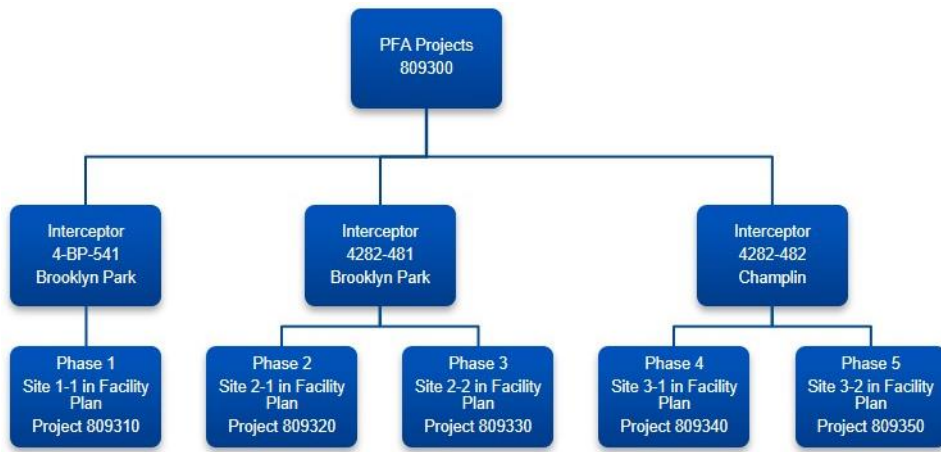 PFA Projects
809300
Interceptor
4-BP-541
Brooklyn Park
Interceptor
4282-481
Brooklyn Park
Interceptor
4282-482
Champlin
Phase 1
Site 1-1 in Facility
Plan
Project 809310
Phase 2
Site 2-1 in Facility
Plan
Project 809320
Phase 3
Site 2-2 in Facility
Plan
Project 809330
Phase 4
Site 3-1 in Facility
Plan
Project 809340
Phase 5
Site 3-2 in Facility
Plan
Project 809350